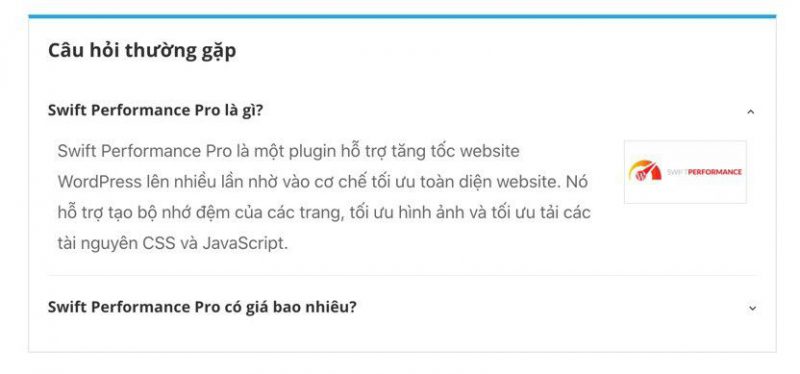 Câu hỏi thường gặp
Swift Performance Pro là gì?
Swift Performance Pro là một plugin hỗ trợ tăng tốc website
WordPress lên nhiều lần nhờ vào cơ chế tối ưu toàn diện website. Nó
hỗ trợ tạo bộ nhớ đệm của các trang, tối ưu hình ảnh và tối ưu tải các
tài nguyên CSS và JavaScript.
SWIFTPERFORMANCE
Swift Performance Pro có giá bao nhiêu?